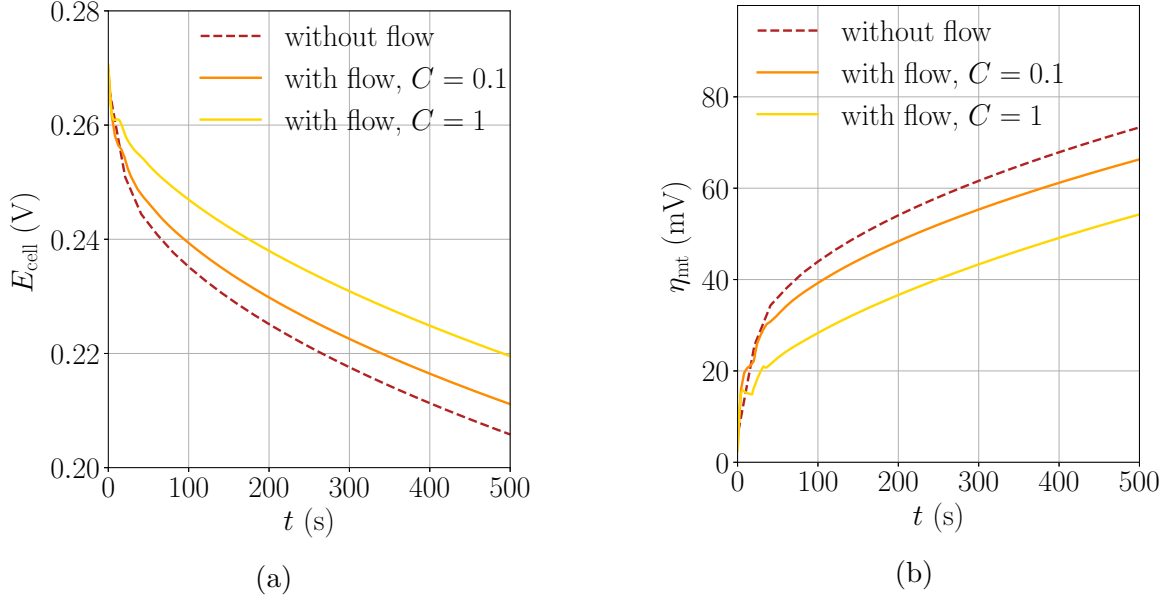 0.28
0.26
0.24
0.22
0.20
E_cell (V)
without flow
with flow, C = 0.1
with flow, C = 1
0 100 200 300 400 500
t (s)
(a)
80
60
40
20
0
η_mt (mV)
without flow
with flow, C = 0.1
with flow, C = 1
0 100 200 300 400 500
t (s)
(b)